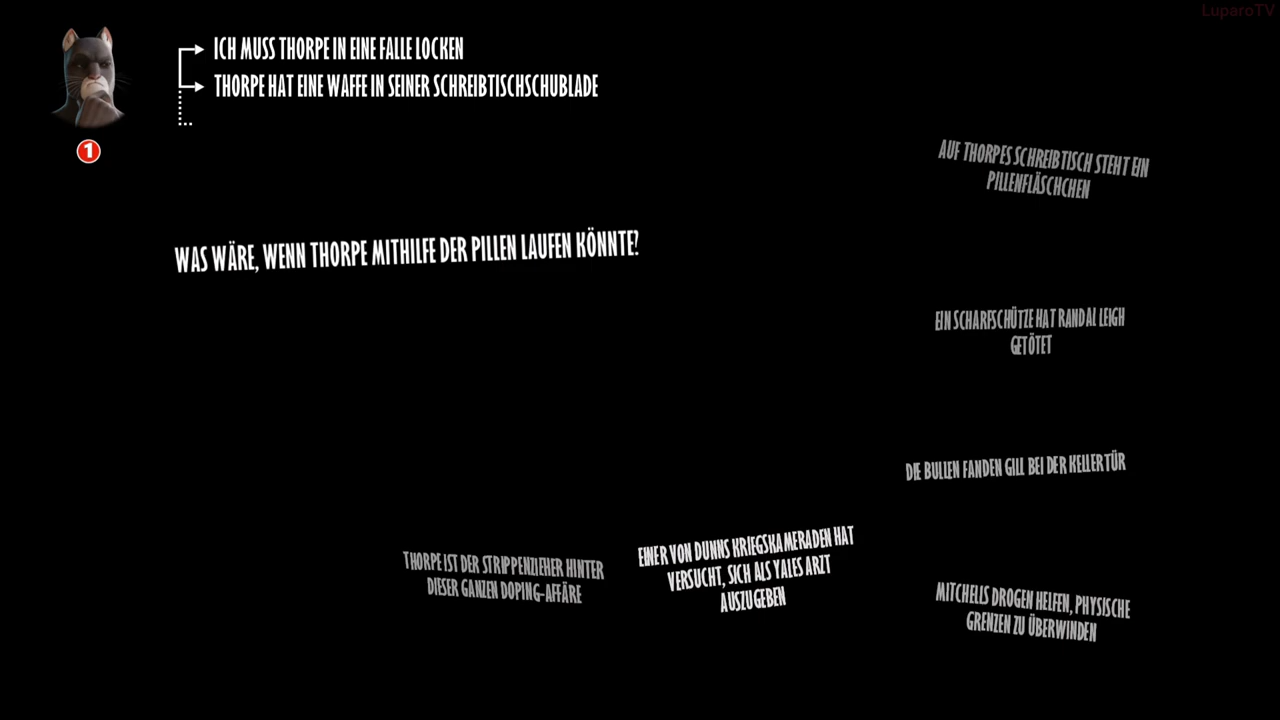 LuparoTV
ICH MUSS THORPE IN EINE FALLE LOCKEN
THORPE HAT EINE WAFFE IN SEINER SCHREIBTISCHSCHUBLADE
...
1
AUF THORPES SCHREIBTISCH STEHT EIN
PILLENFLÄSCHCHEN
WAS WÄRE, WENN THORPE MITHILFE DER PILLEN LAUFEN KÖNNTE?
EIN SCHARFSCHÜTZE HAT RANDAL LEIGH
GETÖTET
DIE BULLEN FANDEN GILL BEI DER KELLERTÜR
THORPE IST DER STRIPPENZIEHER HINTER
DIESER GANZEN DOPING-AFFÄRE
EINER VON DUNNS KRIEGSKAMERADEN HAT
VERSUCHT, SICH ALS YALES ARZT
AUSZUGEBEN
MITCHELLS DROGEN HELFEN, PHYSISCHE
GRENZEN ZU ÜBERWINDEN